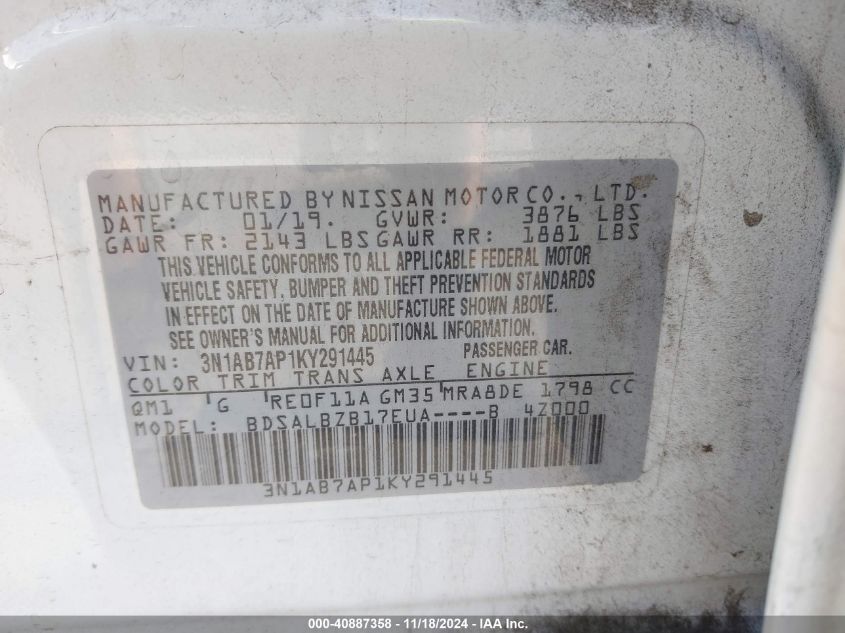 MANUFACTURED BY NISSAN MOTOR CO., LTD.
DATE: 01/19. GVWR: 3876 LBS
GAWR FR: 2143 LBS GAWR RR: 1881 LBS
THIS VEHICLE CONFORMS TO ALL APPLICABLE FEDERAL MOTOR
VEHICLE SAFETY, BUMPER AND THEFT PREVENTION STANDARDS
IN EFFECT ON THE DATE OF MANUFACTURE SHOWN ABOVE.
SEE OWNER'S MANUAL FOR ADDITIONAL INFORMATION.
VIN: 3N1AB7AP1KY291445 PASSENGER CAR.
COLOR TRIM TRANS AXLE ENGINE
QM1 G RE0F11A GM35 MRA8DE 1798 CC
MODEL: BDSALBZB17EUA----B 4Z000
3N1AB7AP1KY291445
000-40887358 - 11/18/2024 - IAAI.COM